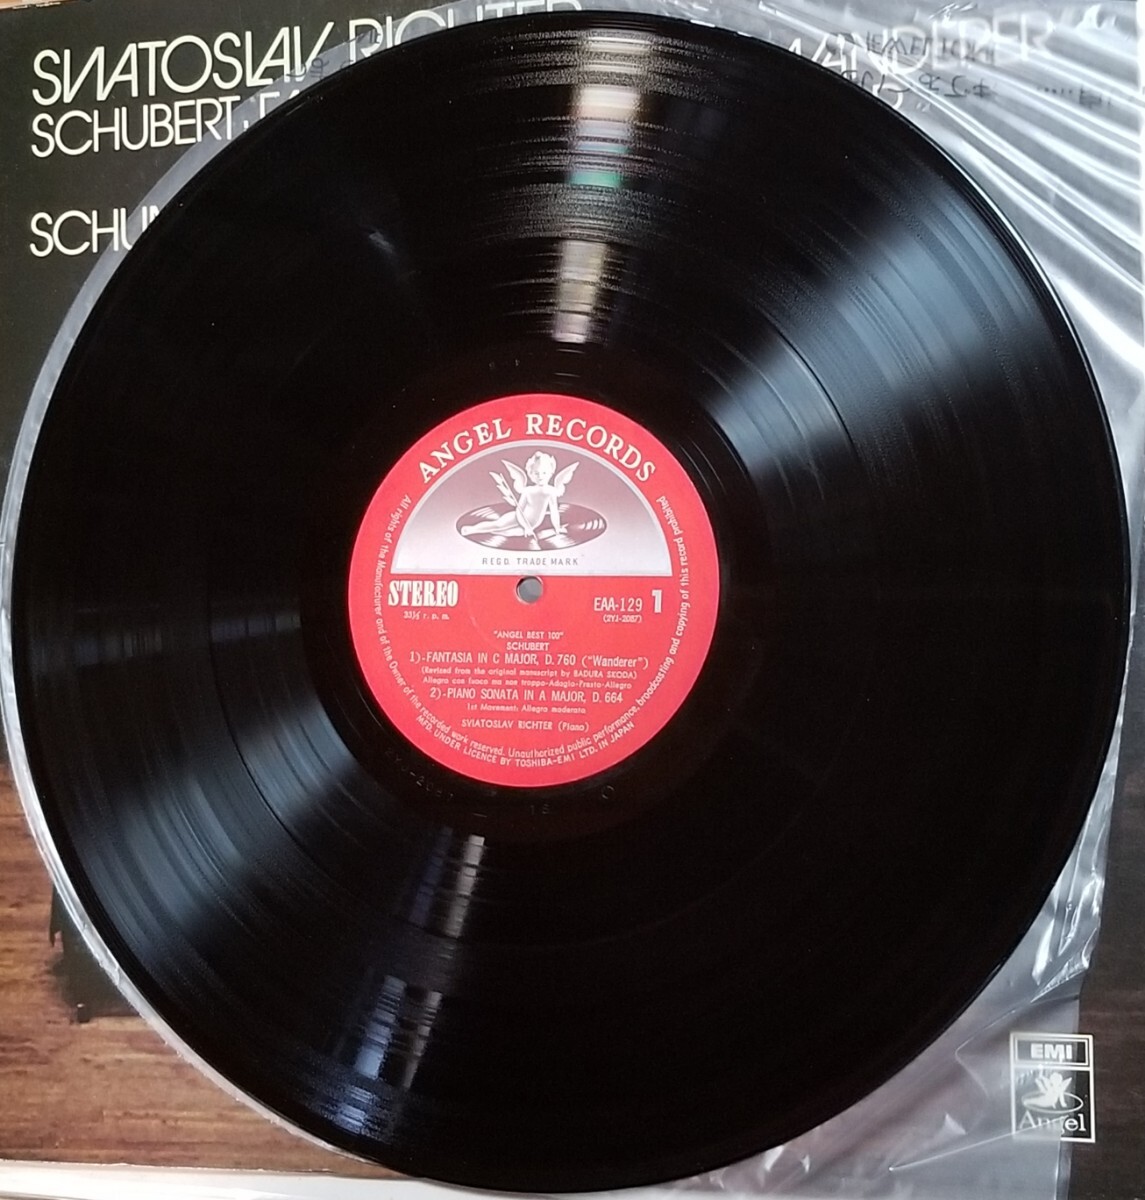 SVIATOSLAV RICHTER
WANDERER
SCHUBERT:
ANGEL RECORDS
REGD. TRADE MARK
STEREO
33⅓ r. p. m.
EAA-129 1
(2YJ-2087)
"ANGEL BEST 100"
SCHUBERT
1)-FANTASIA IN C MAJOR, D. 760 ("Wanderer")
(Revised from the original manuscript by BADURA SKODA)
Allegro con fuoco ma non troppo-Adagio-Presto-Allegro
2)-PIANO SONATA IN A MAJOR, D. 664
1st Movement: Allegro moderato
SVIATOSLAV RICHTER (Piano)
All rights of the Manufacturer and of the Owner of the recorded work reserved. Unauthorized public performance, broadcasting and copying of this record prohibited
MFD. UNDER LICENCE BY TOSHIBA-EMI LTD. IN JAPAN
EMI
Angel